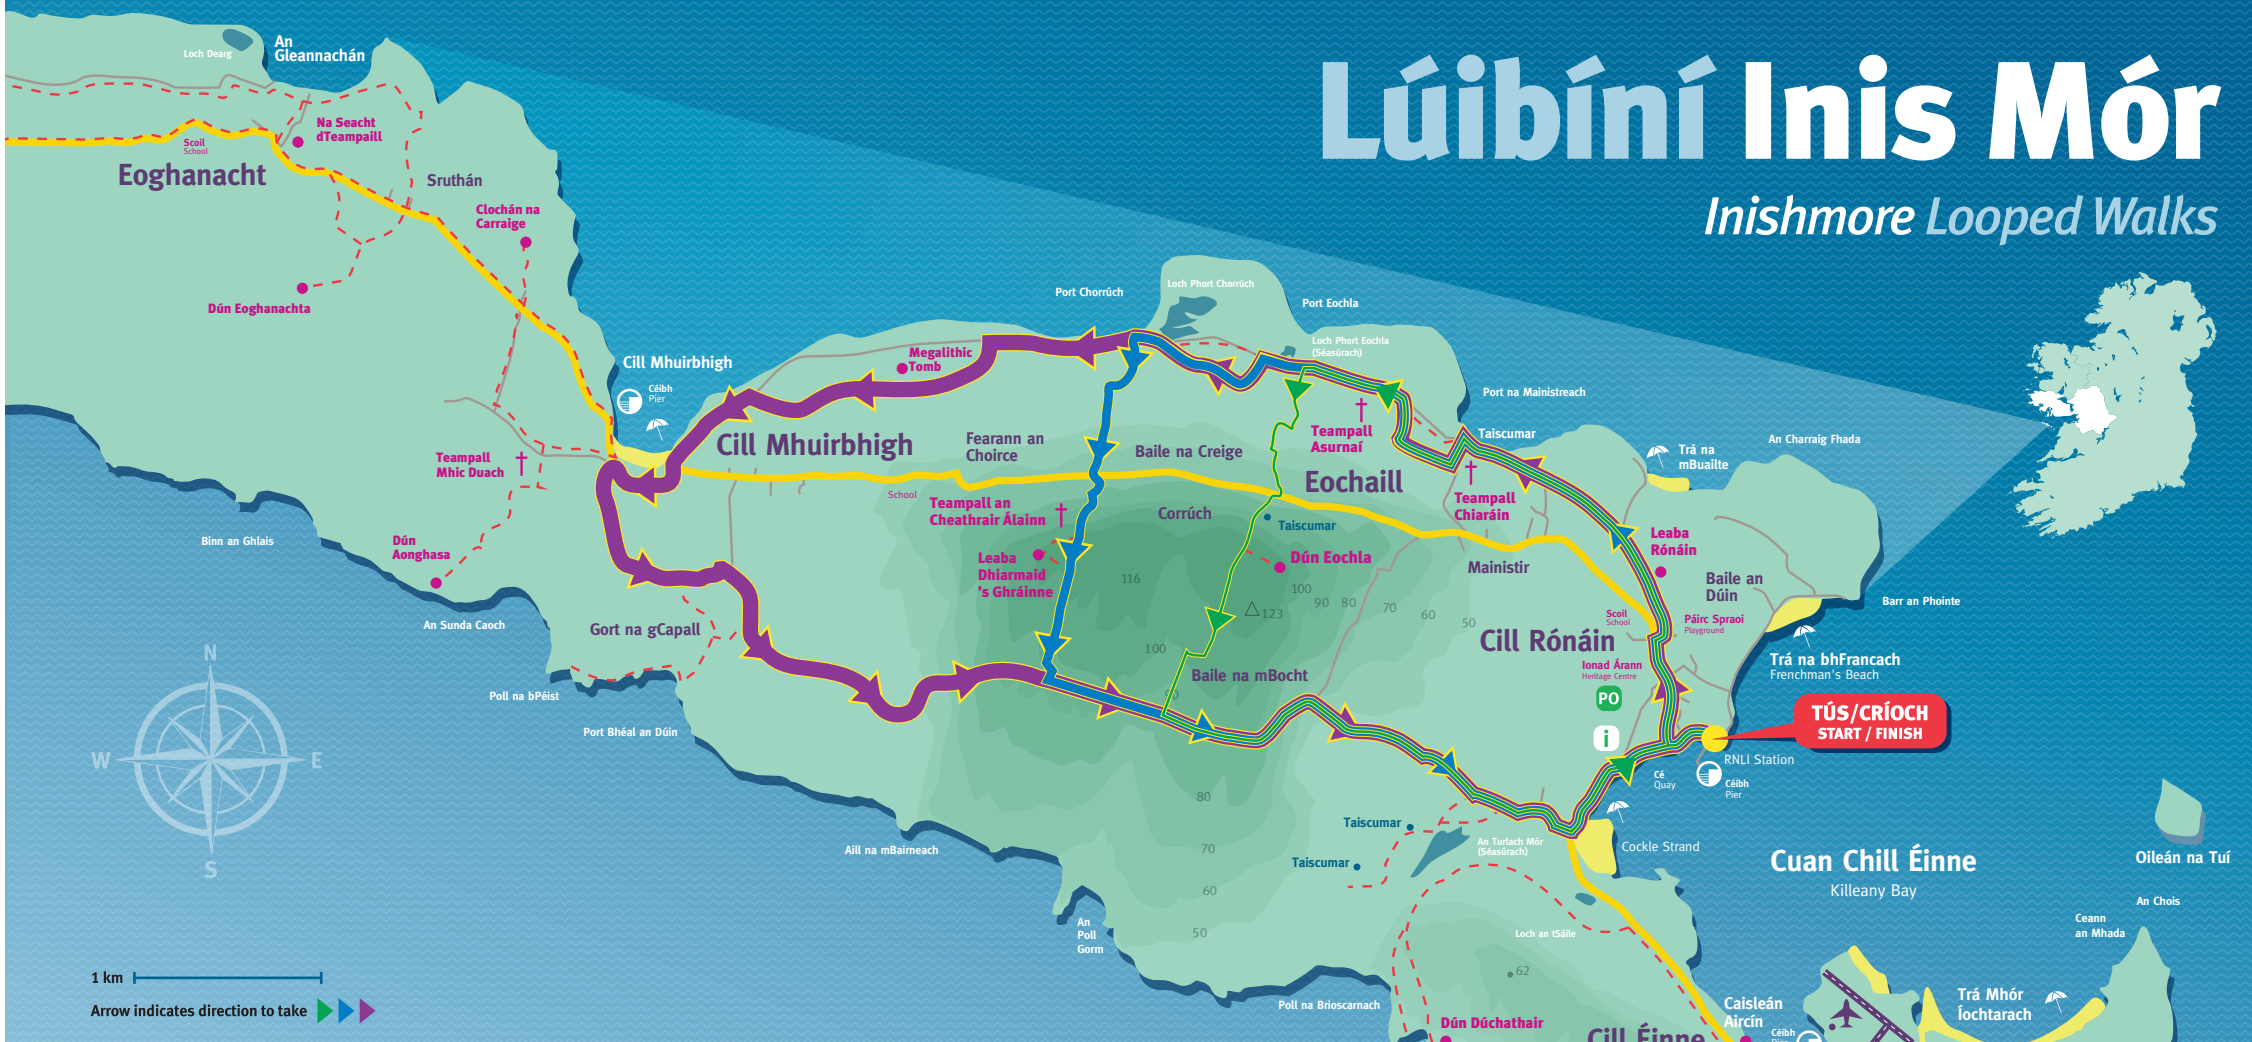 Lúibíní Inis Mór
Inishmore Looped Walks
Loch Dearg
An
Gleannachán
Na Seacht
dTeampaill
Scoil
School
Eoghanacht
Sruthán
Clochán na
Carraige
Dún Eoghanachta
Cill Mhuirbhigh
Céibh
Pier
Port Chorrúch
Loch Phort Chorrúch
Port Eochla
Loch Phort Eochla
(Séasúrach)
Megalithic
Tomb
Port na Mainistreach
Taiscumar
Teampall
Asurnaí
Cill Mhuirbhigh
Fearann an
Choirce
Baile na Creige
Eochaill
Trá na
mBuailte
An Charraig Fhada
Teampall
Mhic Duach
School
Teampall an
Cheathrair Álainn
Corrúch
Taiscumar
Teampall
Chiaráin
Dún
Aonghasa
Binn an Ghlais
Leaba
Dhiarmaid
's Ghráinne
116
Dún Eochla
Mainistir
Leaba
Rónáin
Baile an
Dúin
123
100
90
80
70
60
50
Barr an Phointe
An Sunda Caoch
Gort na gCapall
100
Scoil
School
Páirc Spraoi
Playground
Cill Rónáin
Trá na bhFrancach
Frenchman's Beach
Ionad Árann
Heritage Centre
PO
Baile na mBocht
90
Poll na bPéist
Port Bhéal an Dúin
i
TÚS/CRÍOCH
START / FINISH
RNLI Station
Cé
Quay
Céibh
Pier
N
W
E
S
80
70
60
50
Taiscumar
Taiscumar
An Turlach Mór
(Séasúrach)
Cockle Strand
Cuan Chill Éinne
Killeany Bay
Oileán na Tuí
Aill na mBairneach
An
Poll
Gorm
Loch an tSáile
62
An Chois
Ceann
an Mhada
Poll na Brioscarnach
Dún Dúchathair
Cill Éinne
Caisleán
Aircín
Céibh
Pier
Trá Mhór
Íochtarach
1 km
Arrow indicates direction to take